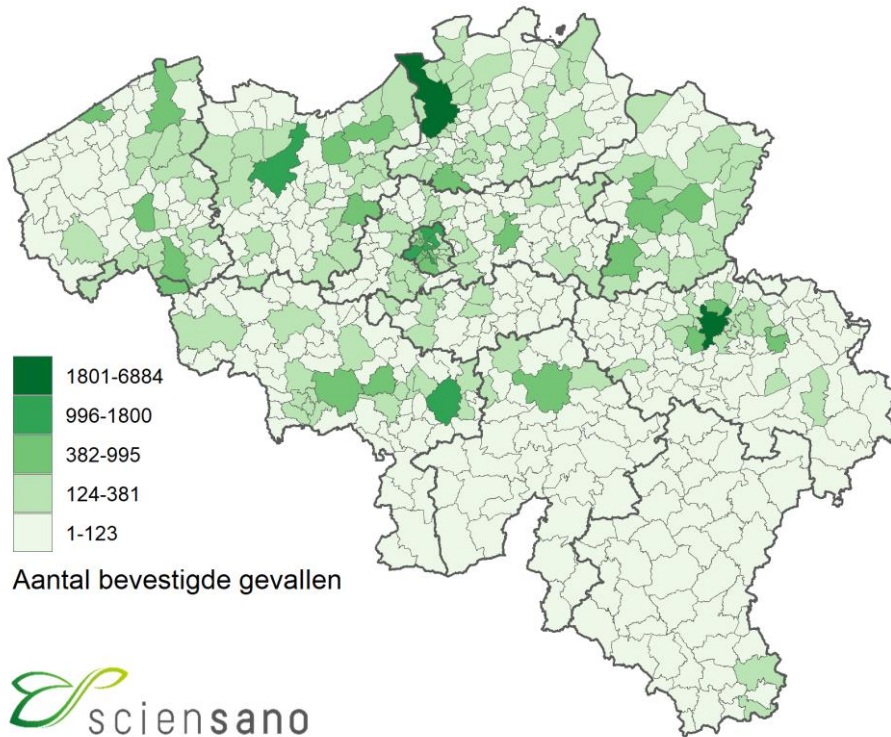 1801-6884
996-1800
382-995
124-381
1-123
Aantal bevestigde gevallen
sciensano